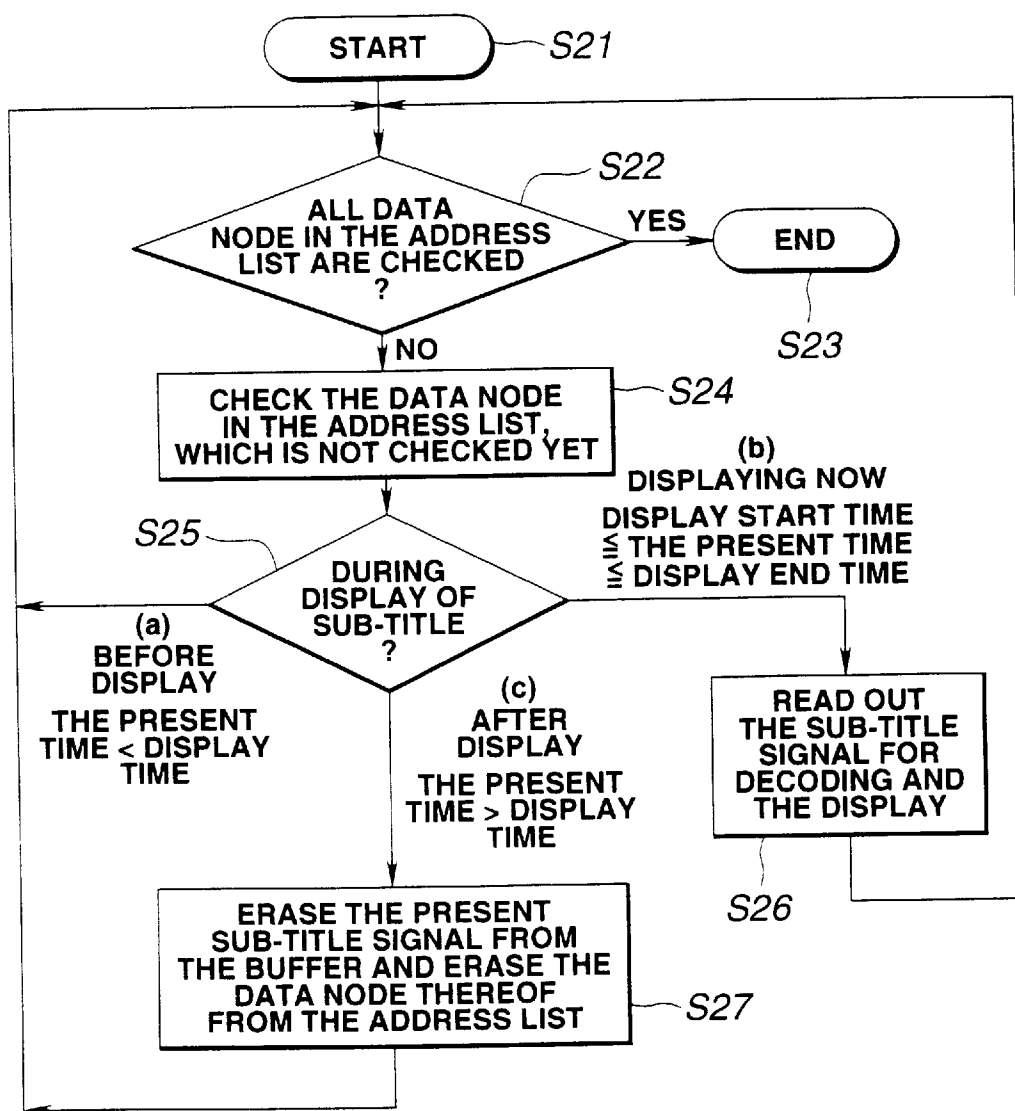 START
S21
S22
ALL DATA
NODE IN THE ADDRESS
LIST ARE CHECKED
?
YES
END
S23
NO
S24
CHECK THE DATA NODE
IN THE ADDRESS LIST,
WHICH IS NOT CHECKED YET
(b)
DISPLAYING NOW
DISPLAY START TIME
≦ THE PRESENT TIME
≦ DISPLAY END TIME
S25
DURING
DISPLAY OF
SUB-TITLE
?
(a)
BEFORE
DISPLAY
THE PRESENT
TIME < DISPLAY
TIME
(c)
AFTER
DISPLAY
THE PRESENT
TIME > DISPLAY
TIME
READ OUT
THE SUB-TITLE
SIGNAL FOR
DECODING AND
THE DISPLAY
S26
ERASE THE PRESENT
SUB-TITLE SIGNAL FROM
THE BUFFER AND ERASE THE
DATA NODE THEREOF
FROM THE ADDRESS LIST
S27